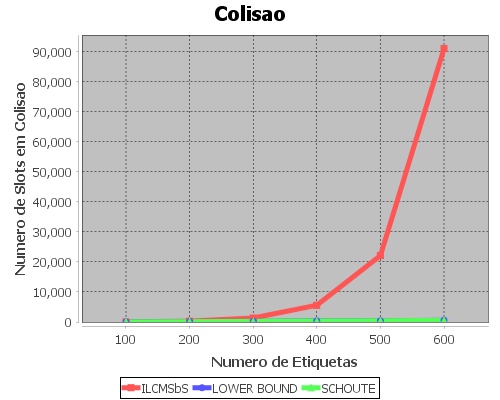 Colisao
90,000
80,000
70,000
60,000
50,000
40,000
30,000
20,000
10,000
0
Numero de Slots em Colisao
100 200 300 400 500 600
Numero de Etiquetas
ILCMSbS LOWER BOUND SCHOUTE